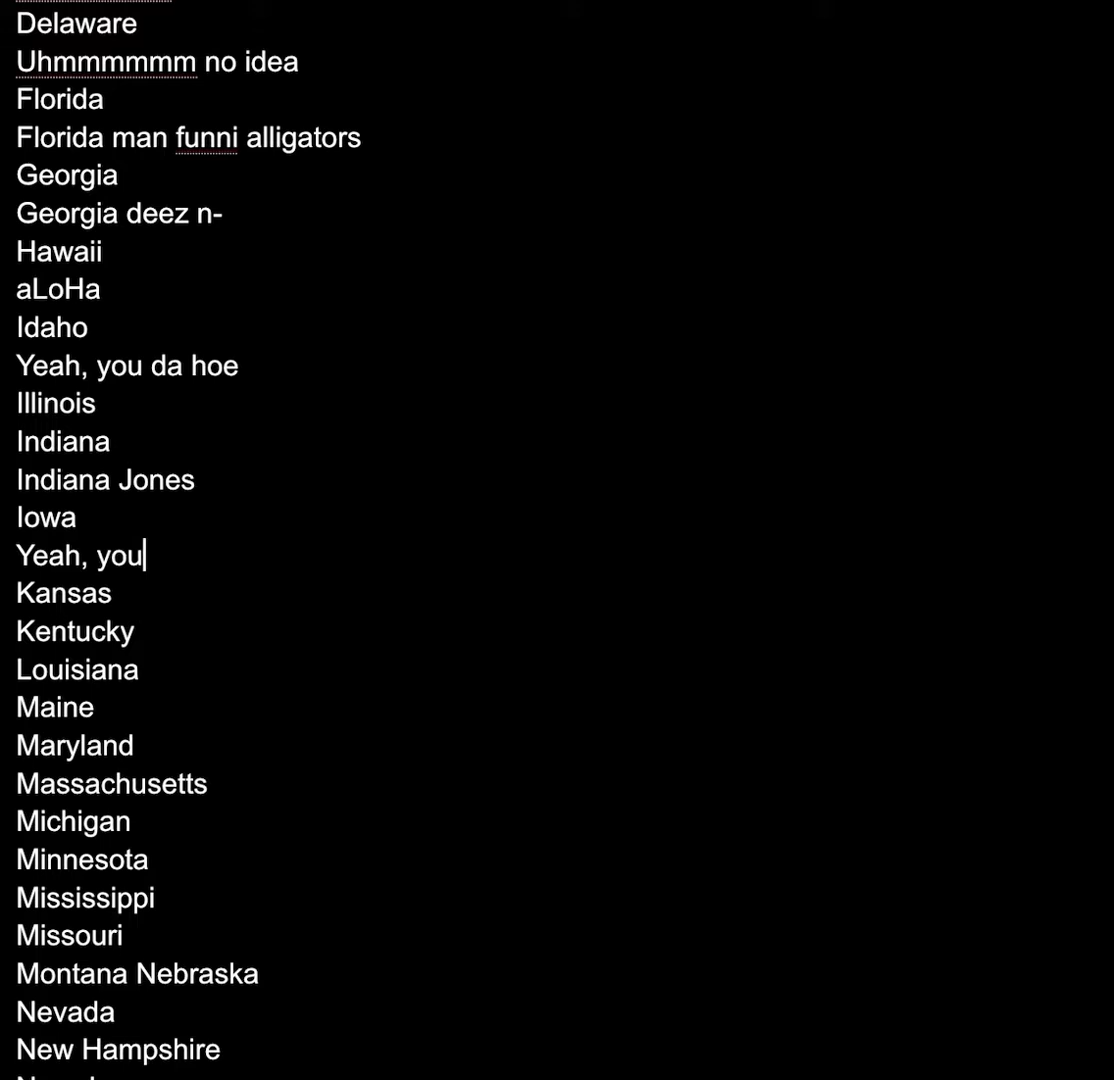 Delaware
Uhmmmmmm no idea
Florida
Florida man funni alligators
Georgia
Georgia deez n-
Hawaii
aLoHa
Idaho
Yeah, you da hoe
Illinois
Indiana
Indiana Jones
Iowa
Yeah, you
Kansas
Kentucky
Louisiana
Maine
Maryland
Massachusetts
Michigan
Minnesota
Mississippi
Missouri
Montana Nebraska
Nevada
New Hampshire